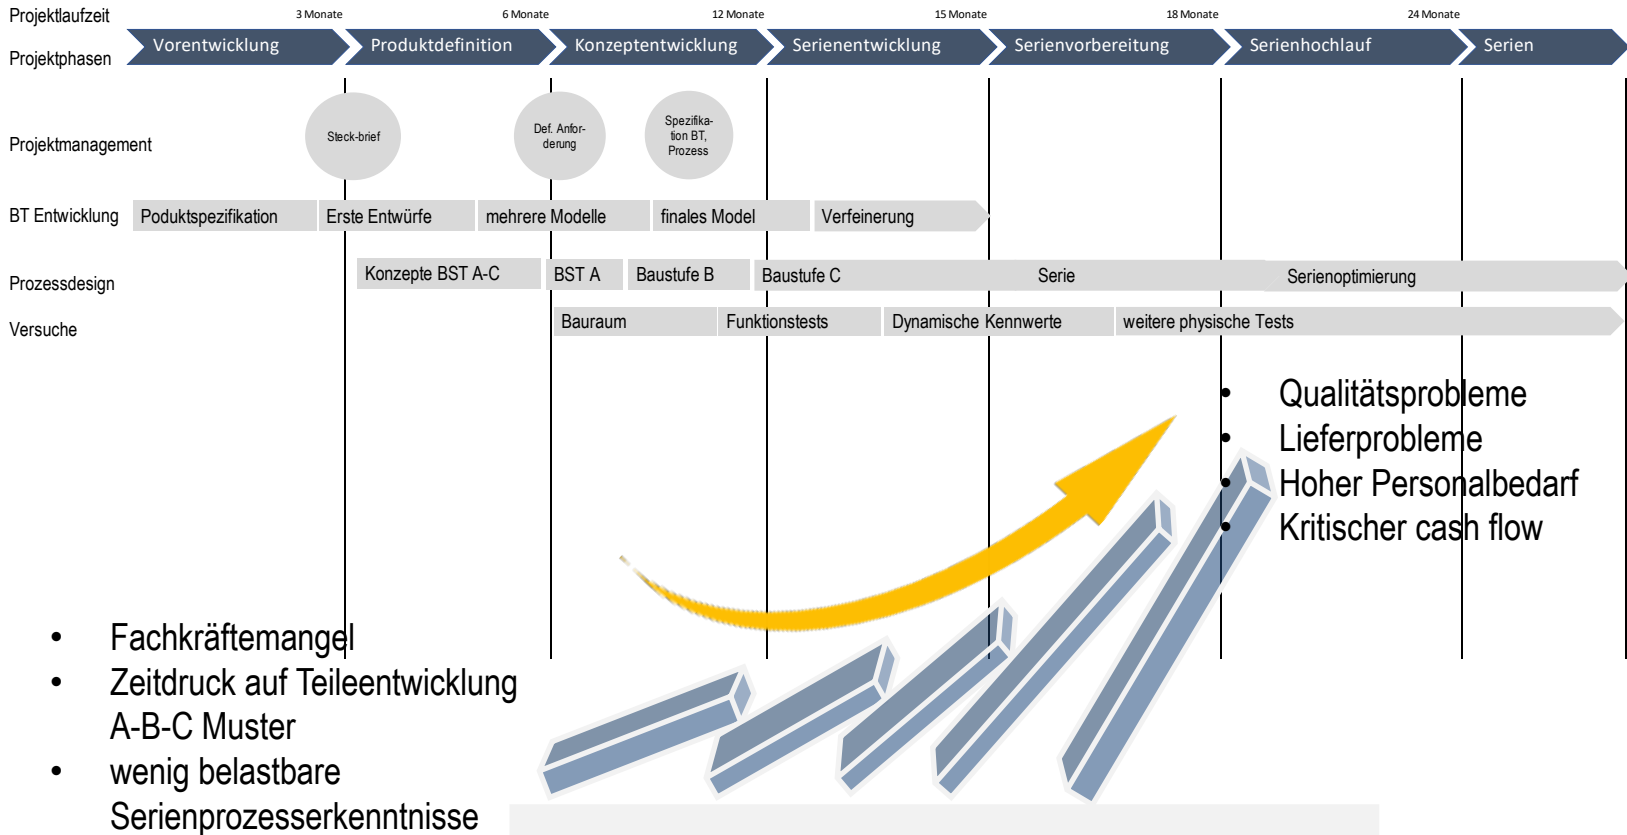 Projektlaufzeit
3 Monate
6 Monate
12 Monate
15 Monate
18 Monate
24 Monate
Projektphasen
Vorentwicklung
Produktdefinition
Konzeptentwicklung
Serienentwicklung
Serienvorbereitung
Serienhochlauf
Serien
Projektmanagement
Steck-brief
Def. Anfor-
derung
Spezifika-
tion BT,
Prozess
BT Entwicklung
Poduktspezifikation
Erste Entwürfe
mehrere Modelle
finales Model
Verfeinerung
Prozessdesign
Konzepte BST A-C
BST A
Baustufe B
Baustufe C
Serie
Serienoptimierung
Versuche
Bauraum
Funktionstests
Dynamische Kennwerte
weitere physische Tests
• Qualitätsprobleme
• Lieferprobleme
• Hoher Personalbedarf
• Kritischer cash flow
• Fachkräftemangel
• Zeitdruck auf Teileentwicklung
A-B-C Muster
• wenig belastbare
Serienprozesserkenntnisse